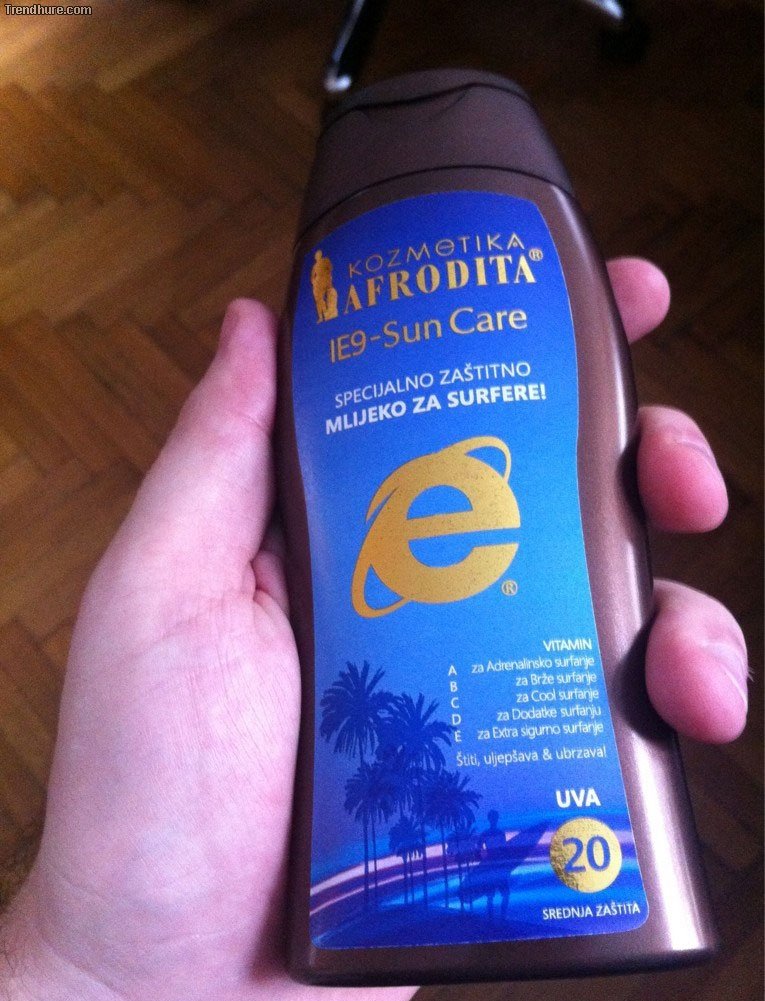 Trendhure.com
KOZMETIKA
AFRODITA®
IE9-Sun Care
SPECIJALNO ZAŠTITNO
MLIJEKO ZA SURFERE!
e
®
VITAMIN
A za Adrenalinsko surfanje
B za Brže surfanje
C za Cool surfanje
D za Dodatke surfanju
E za Extra sigurno surfanje
Štiti, uljepšava & ubrzava!
UVA
20
SREDNJA ZAŠTITA